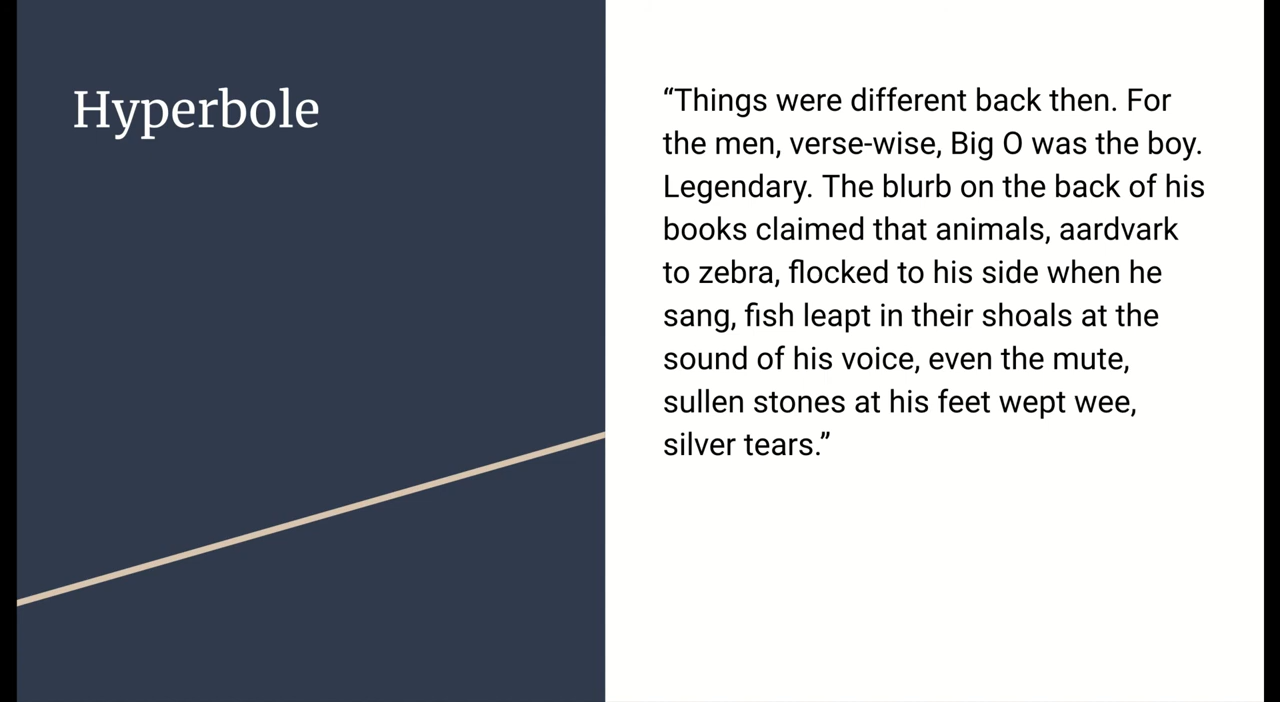 Hyperbole
“Things were different back then. For
the men, verse-wise, Big O was the boy.
Legendary. The blurb on the back of his
books claimed that animals, aardvark
to zebra, flocked to his side when he
sang, fish leapt in their shoals at the
sound of his voice, even the mute,
sullen stones at his feet wept wee,
silver tears.”